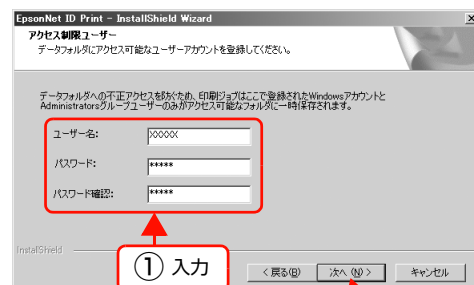 EpsonNet ID Print - InstallShield Wizard
アクセス制限ユーザー
データフォルダにアクセス可能なユーザーアカウントを登録してください。
データフォルダへの不正アクセスを防ぐため、印刷ジョブはここで登録されたWindowsアカウントと
Administratorsグループユーザーのみがアクセス可能なフォルダに一時保存されます。
ユーザー名: XXXXX
パスワード: *****
パスワード確認: *****
InstallShield
① 入力
< 戻る(B) 次へ (N) > キャンセル